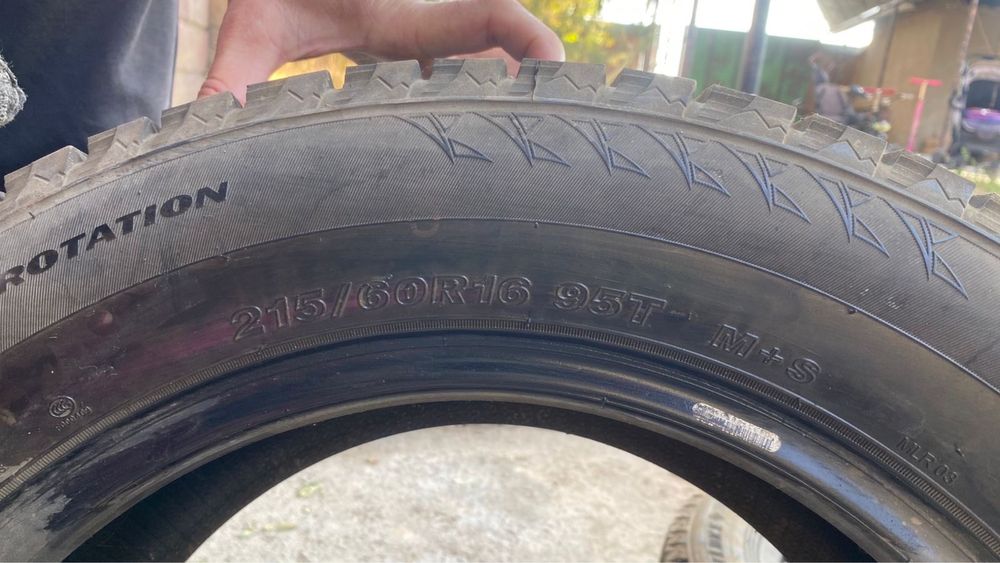 ROTATION
215/60R16 95T M+S
MLR03